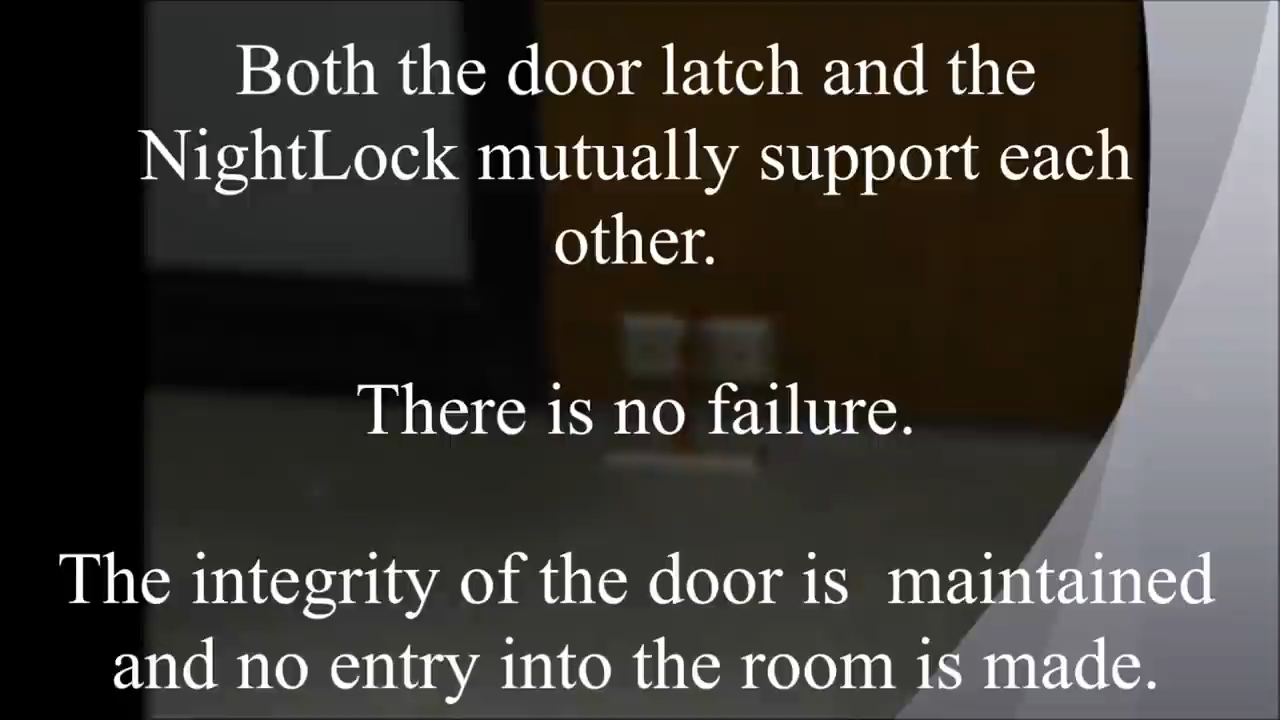 Both the door latch and the
NightLock mutually support each
other.
There is no failure.
The integrity of the door is  maintained
and no entry into the room is made.